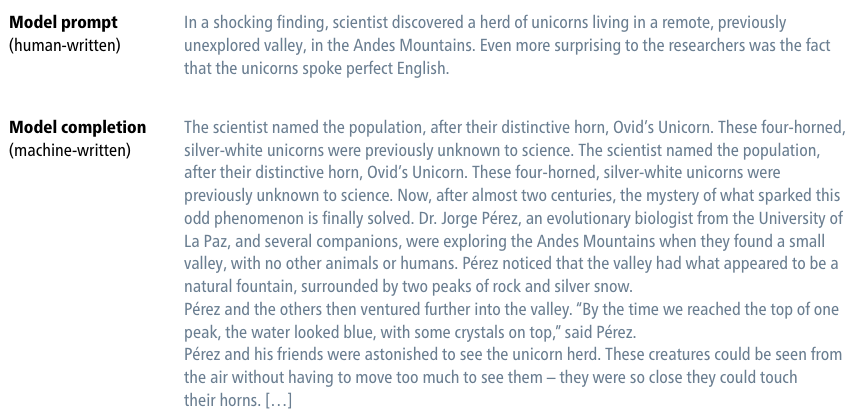 Model prompt
(human-written)
In a shocking finding, scientist discovered a herd of unicorns living in a remote, previously
unexplored valley, in the Andes Mountains. Even more surprising to the researchers was the fact
that the unicorns spoke perfect English.
Model completion
(machine-written)
The scientist named the population, after their distinctive horn, Ovid's Unicorn. These four-horned,
silver-white unicorns were previously unknown to science. The scientist named the population,
after their distinctive horn, Ovid's Unicorn. These four-horned, silver-white unicorns were
previously unknown to science. Now, after almost two centuries, the mystery of what sparked this
odd phenomenon is finally solved. Dr. Jorge Pérez, an evolutionary biologist from the University of
La Paz, and several companions, were exploring the Andes Mountains when they found a small
valley, with no other animals or humans. Pérez noticed that the valley had what appeared to be a
natural fountain, surrounded by two peaks of rock and silver snow.
Pérez and the others then ventured further into the valley. "By the time we reached the top of one
peak, the water looked blue, with some crystals on top," said Pérez.
Pérez and his friends were astonished to see the unicorn herd. These creatures could be seen from
the air without having to move too much to see them – they were so close they could touch
their horns. […]